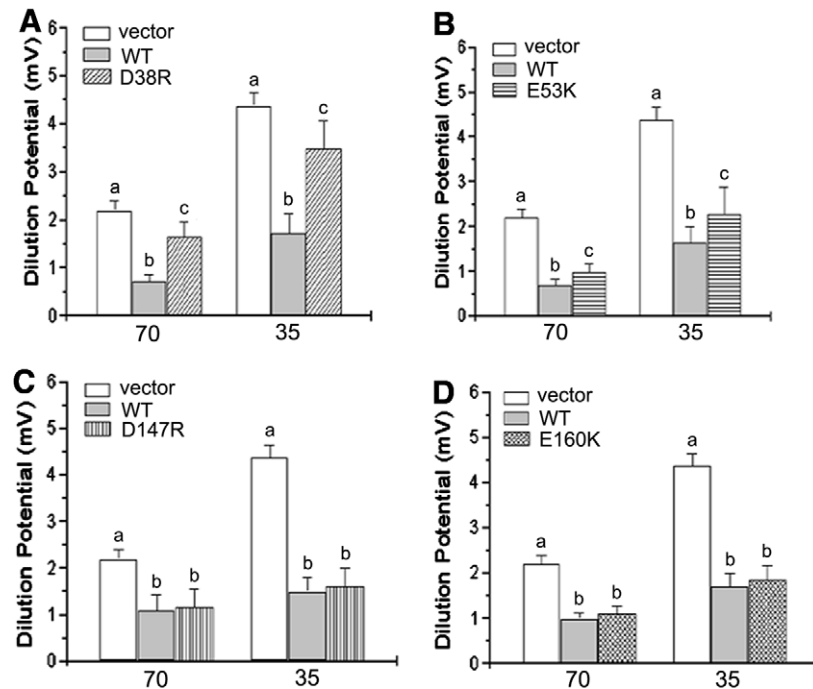 A
Dilution Potential (mV)
6
5
4
3
2
1
0
vector
WT
D38R
a
b
c
a
b
c
70
35
B
Dilution Potential (mV)
6
5
4
3
2
1
0
vector
WT
E53K
a
b
c
a
b
c
70
35
C
Dilution Potential (mV)
6
5
4
3
2
1
0
vector
WT
D147R
a
b
b
a
b
b
70
35
D
Dilution Potential (mV)
6
5
4
3
2
1
0
vector
WT
E160K
a
b
b
a
b
b
70
35